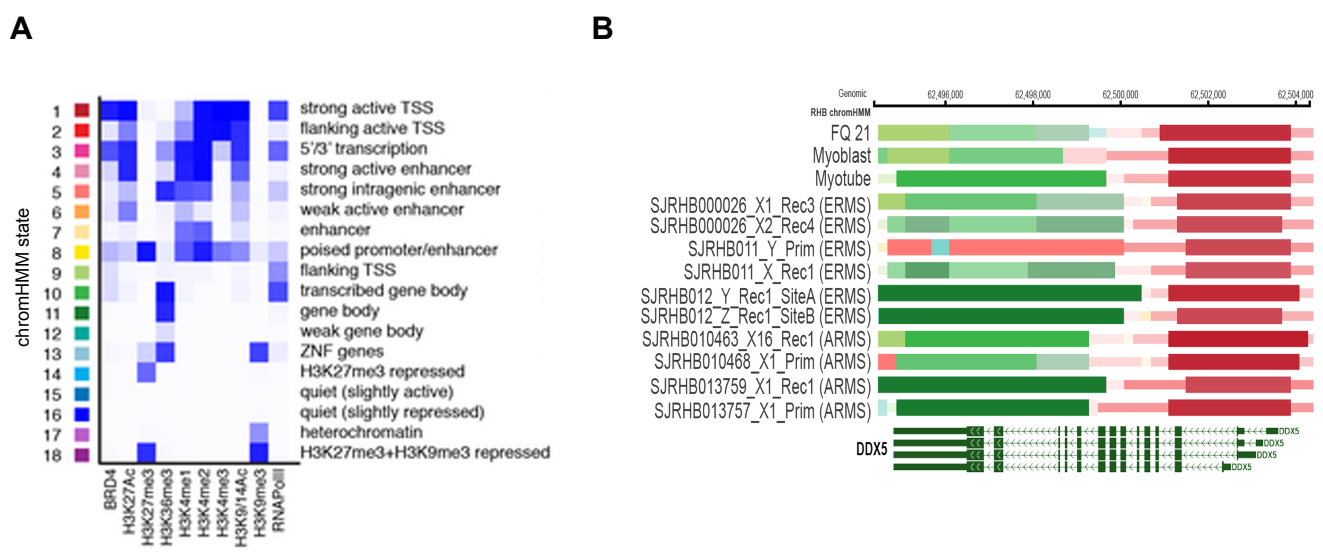 A
B
chromHMM state
1 strong active TSS
2 flanking active TSS
3 5'/3' transcription
4 strong active enhancer
5 strong intragenic enhancer
6 weak active enhancer
7 enhancer
8 poised promoter/enhancer
9 flanking TSS
10 transcribed gene body
11 gene body
12 weak gene body
13 ZNF genes
14 H3K27me3 repressed
15 quiet (slightly active)
16 quiet (slightly repressed)
17 heterochromatin
18 H3K27me3+H3K9me3 repressed
BRD4
H3K27Ac
H3K27me3
H3K36me3
H3K4me1
H3K4me2
H3K4me3
H3K9/14Ac
H3K9me3
RNAPolII
Genomic 62,496,000 62,498,000 62,500,000 62,502,000 62,504,000
RHB chromHMM
FQ 21
Myoblast
Myotube
SJRHB000026_X1_Rec3 (ERMS)
SJRHB000026_X2_Rec4 (ERMS)
SJRHB011_Y_Prim (ERMS)
SJRHB011_X_Rec1 (ERMS)
SJRHB012_Y_Rec1_SiteA (ERMS)
SJRHB012_Z_Rec1_SiteB (ERMS)
SJRHB010463_X16_Rec1 (ARMS)
SJRHB010468_X1_Prim (ARMS)
SJRHB013759_X1_Rec1 (ARMS)
SJRHB013757_X1_Prim (ARMS)
DDX5
DDX5
DDX5
DDX5
DDX5